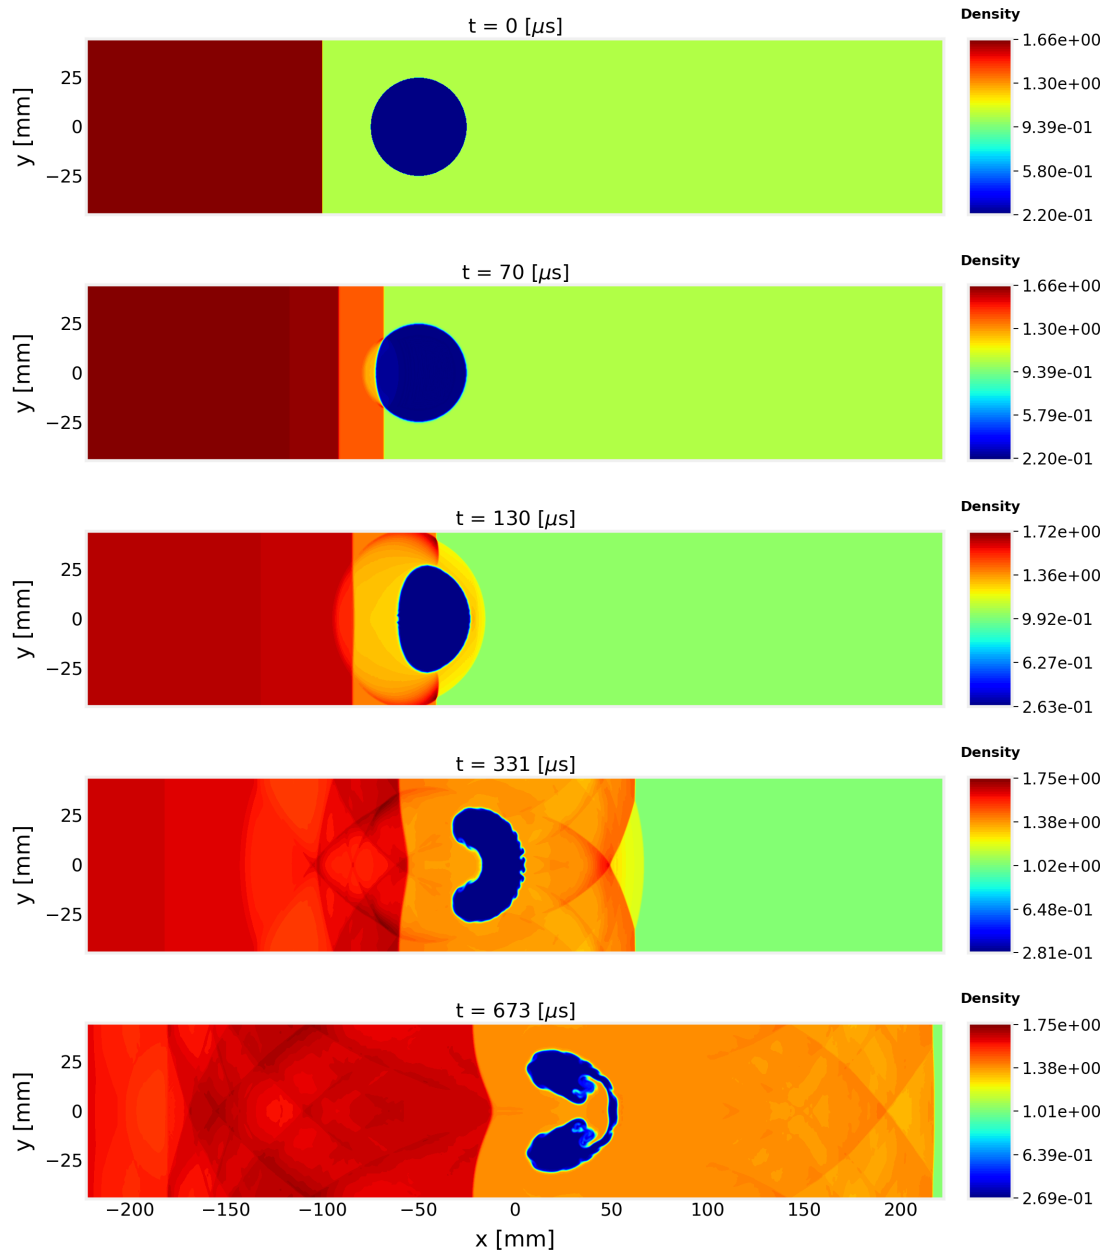 t = 0 [μs]
Density
y [mm]
25
0
−25
1.66e+00
1.30e+00
9.39e-01
5.80e-01
2.20e-01
t = 70 [μs]
Density
y [mm]
25
0
−25
1.66e+00
1.30e+00
9.39e-01
5.79e-01
2.20e-01
t = 130 [μs]
Density
y [mm]
25
0
−25
1.72e+00
1.36e+00
9.92e-01
6.27e-01
2.63e-01
t = 331 [μs]
Density
y [mm]
25
0
−25
1.75e+00
1.38e+00
1.02e+00
6.48e-01
2.81e-01
t = 673 [μs]
Density
y [mm]
25
0
−25
1.75e+00
1.38e+00
1.01e+00
6.39e-01
2.69e-01
−200 −150 −100 −50 0 50 100 150 200
x [mm]